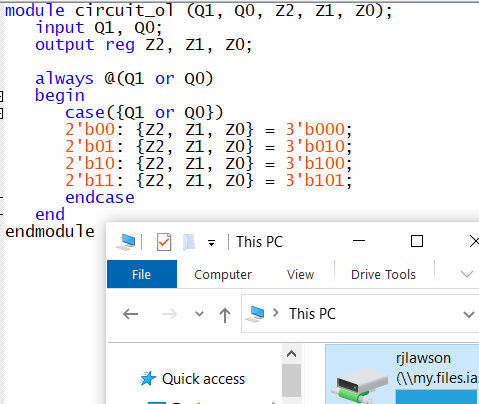 module circuit_ol (Q1, Q0, Z2, Z1, Z0);
input Q1, Q0;
output reg Z2, Z1, Z0;
always @(Q1 or Q0)
begin
case({Q1 or Q0})
2'b00: {Z2, Z1, Z0} = 3'b000;
2'b01: {Z2, Z1, Z0} = 3'b010;
2'b10: {Z2, Z1, Z0} = 3'b100;
2'b11: {Z2, Z1, Z0} = 3'b101;
endcase
end
endmodule
This PC
File Computer View Drive Tools
This PC
Quick access
rjlawson
(\\my.files.ia